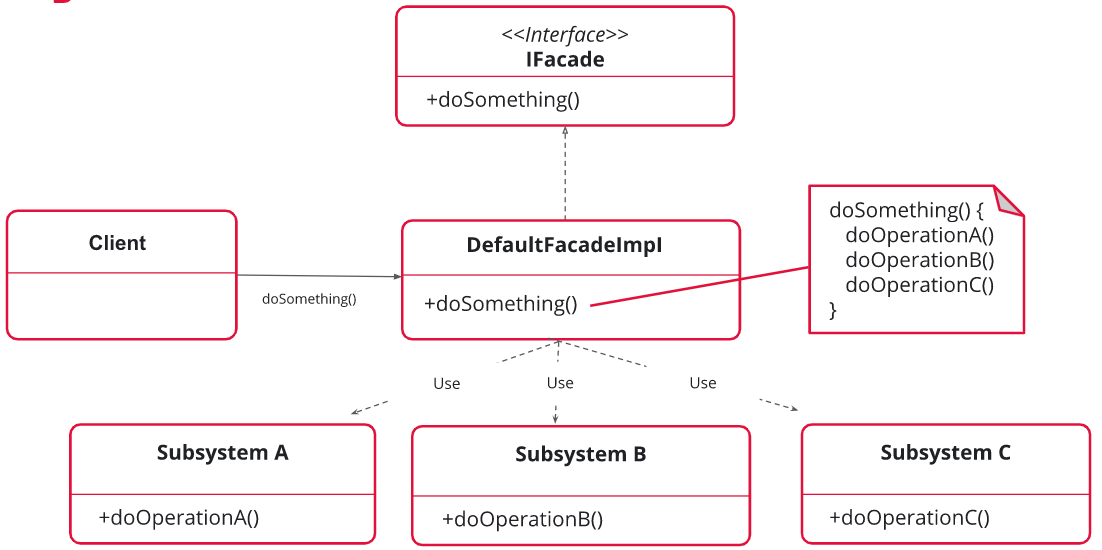 <<Interface>>
IFacade
+doSomething()
Client
doSomething()
DefaultFacadeImpl
+doSomething()
doSomething() {
doOperationA()
doOperationB()
doOperationC()
}
Use
Use
Use
Subsystem A
+doOperationA()
Subsystem B
+doOperationB()
Subsystem C
+doOperationC()